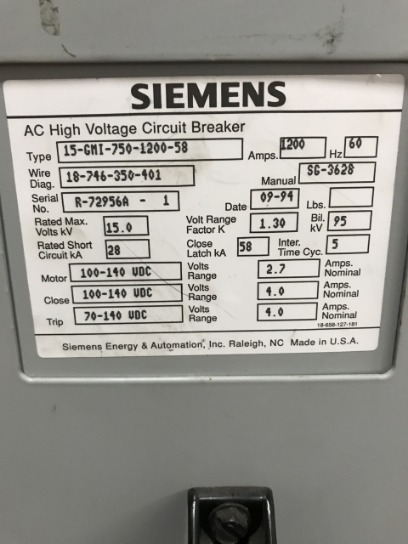 SIEMENS
AC High Voltage Circuit Breaker
Type 15-GMI-750-1200-58 Amps. 1200 Hz 60
Wire Diag. 18-746-350-401 Manual SG-3628
Serial No. R-72956A - 1 Date 09-94 Lbs.
Rated Max. Volts kV 15.0 Volt Range Factor K 1.30 Bil. kV 95
Rated Short Circuit kA 28 Close Latch kA 58 Inter. Time Cyc. 5
Motor 100-140 VDC Volts Range 2.7 Amps. Nominal
Close 100-140 VDC Volts Range 4.0 Amps. Nominal
Trip 70-140 VDC Volts Range 4.0 Amps. Nominal
18-658-127-181
Siemens Energy & Automation, Inc. Raleigh, NC Made in U.S.A.